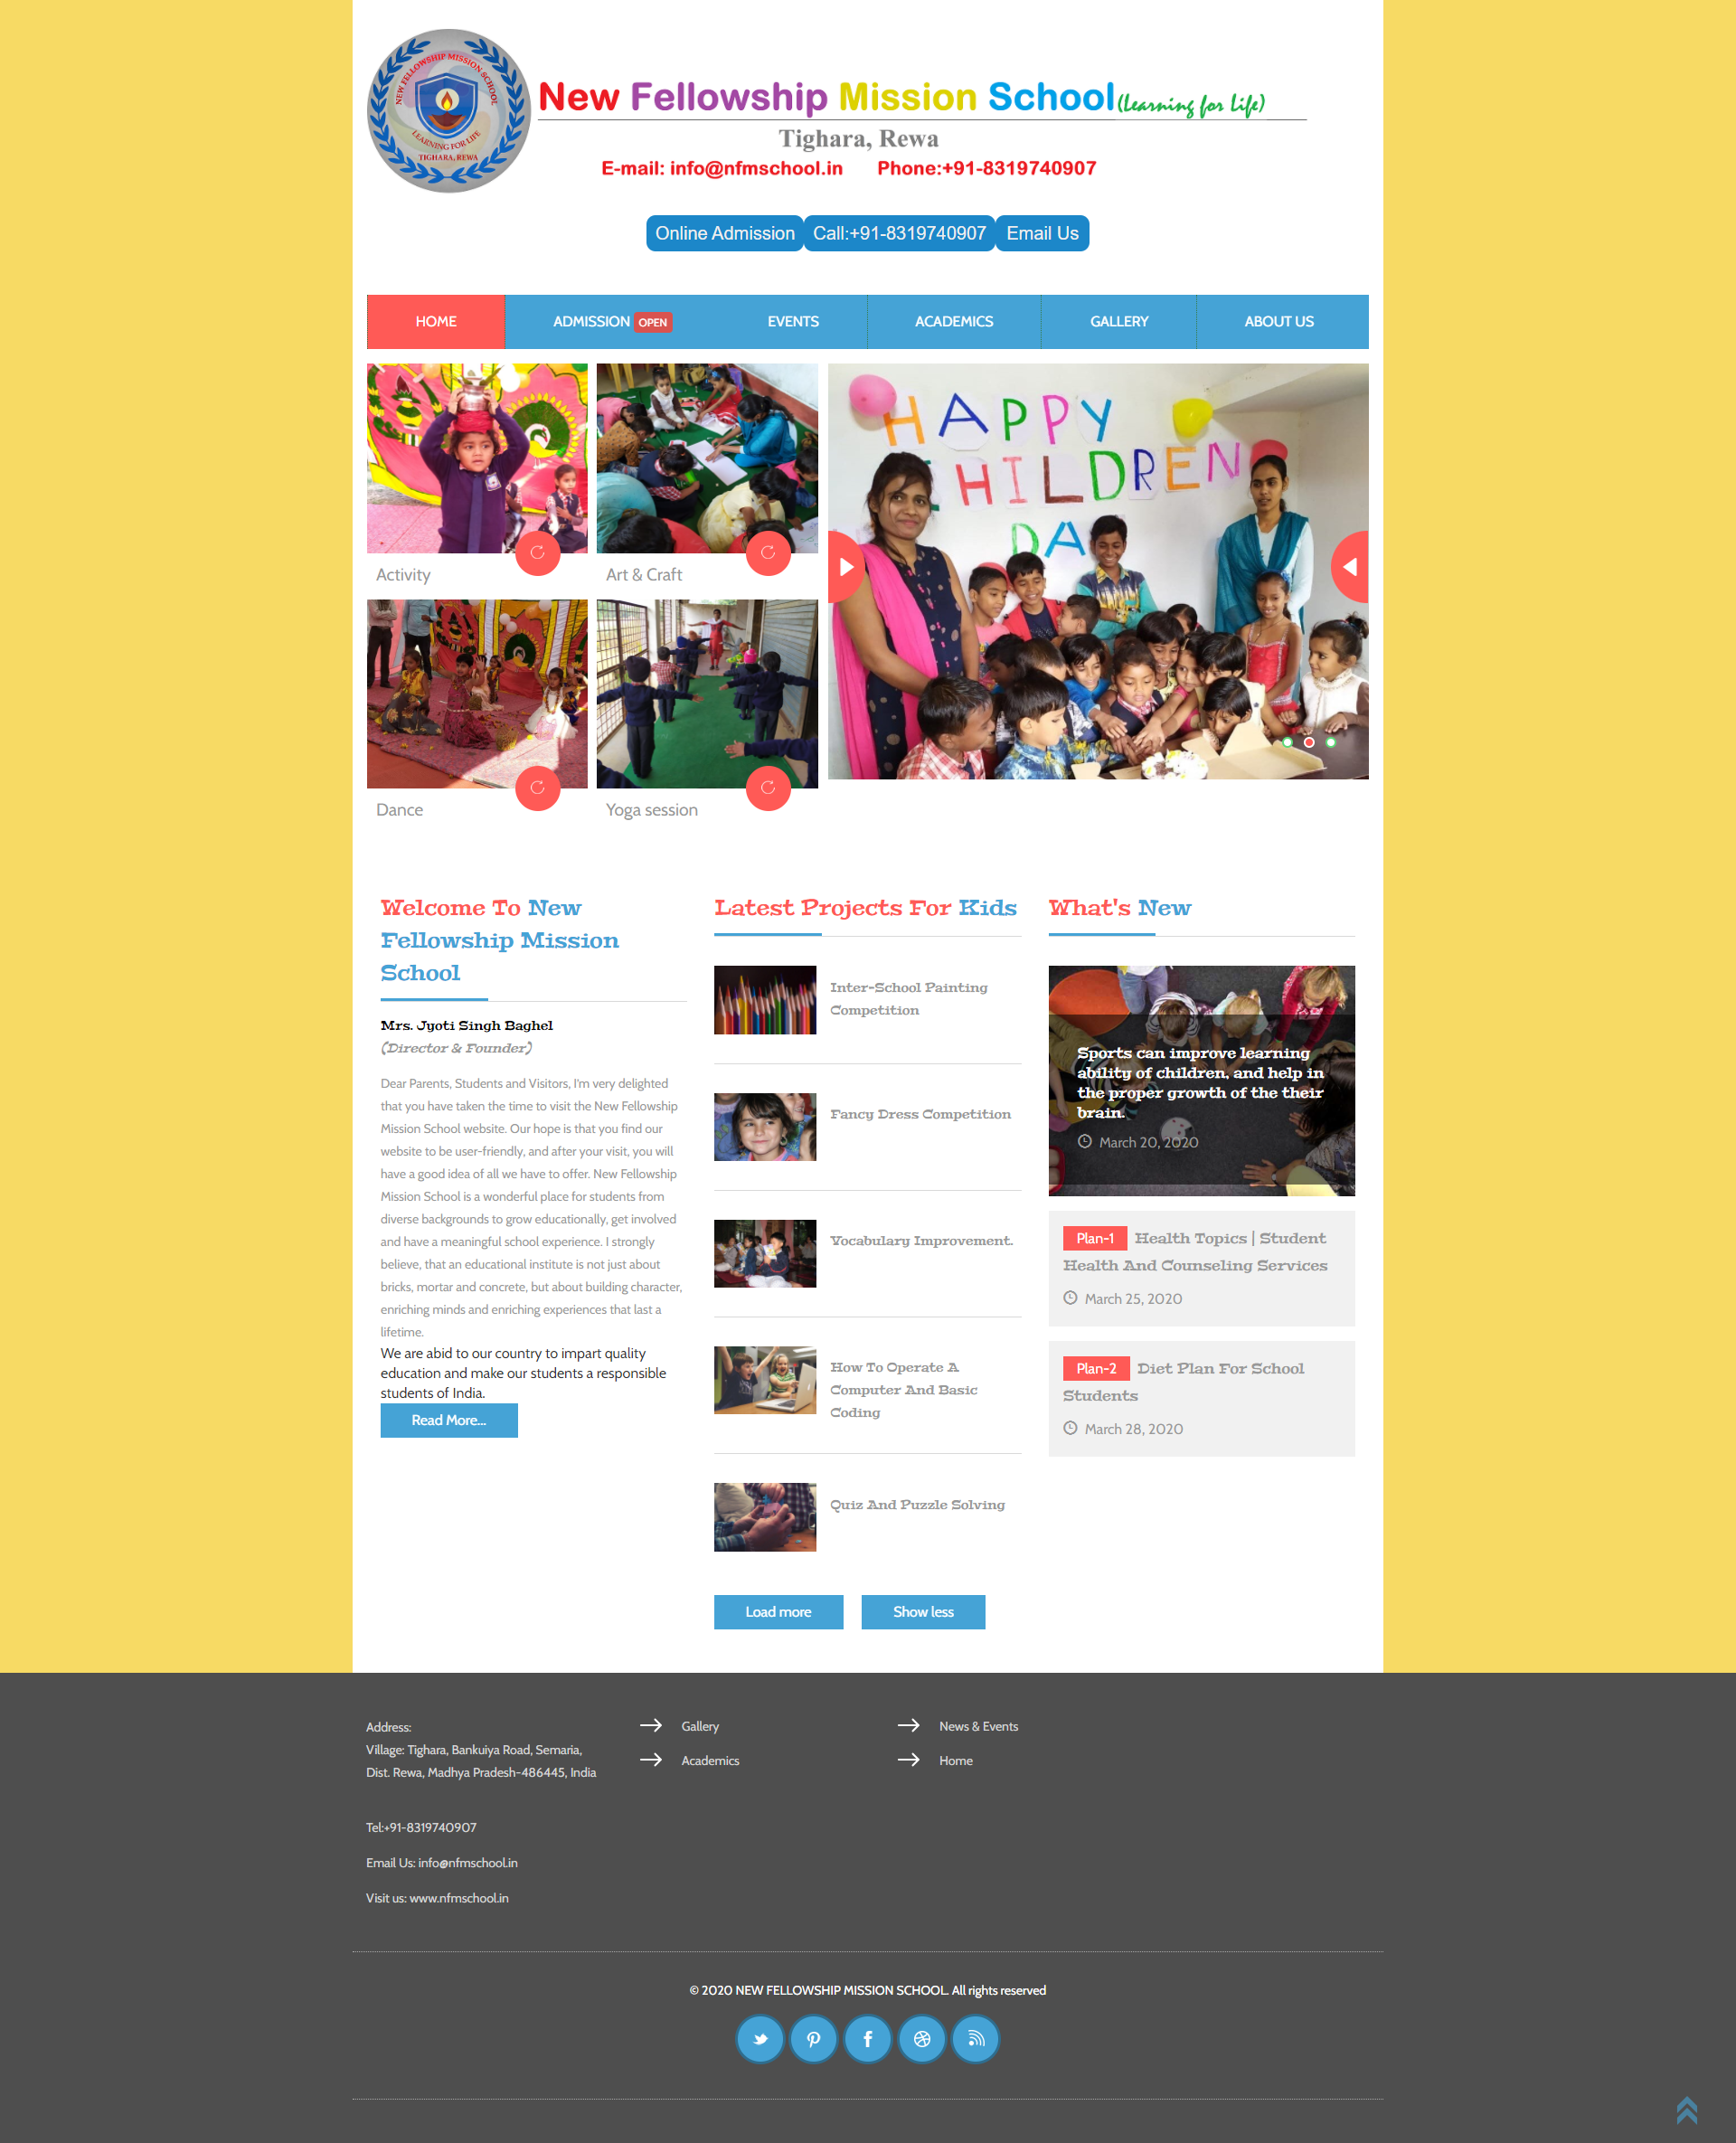 NEW FELLOWSHIP MISSION SCHOOL
LEARNING FOR LIFE
TIGHARA, REWA
New Fellowship Mission School(Learning for Life)
Tighara, Rewa
E-mail: info@nfmschool.in Phone:+91-8319740907
Online Admission Call:+91-8319740907 Email Us
HOME ADMISSION OPEN EVENTS ACADEMICS GALLERY ABOUT US
HAPPY
CHILDREN
DA
Activity
Art & Craft
Dance
Yoga session
Welcome To New
Fellowship Mission
School
Mrs. Jyoti Singh Baghel
(Director & Founder)
Dear Parents, Students and Visitors, I'm very delighted
that you have taken the time to visit the New Fellowship
Mission School website. Our hope is that you find our
website to be user-friendly, and after your visit, you will
have a good idea of all we have to offer. New Fellowship
Mission School is a wonderful place for students from
diverse backgrounds to grow educationally, get involved
and have a meaningful school experience. I strongly
believe, that an educational institute is not just about
bricks, mortar and concrete, but about building character,
enriching minds and enriching experiences that last a
lifetime.
We are abid to our country to impart quality
education and make our students a responsible
students of India.
Read More...
Latest Projects For Kids
Inter-School Painting
Competition
Fancy Dress Competition
Vocabulary Improvement.
How To Operate A
Computer And Basic
Coding
Quiz And Puzzle Solving
Load more Show less
What's New
Sports can improve learning
ability of children, and help in
the proper growth of the their
brain.
March 20, 2020
Plan-1 Health Topics | Student
Health And Counseling Services
March 25, 2020
Plan-2 Diet Plan For School
Students
March 28, 2020
Address:
Village: Tighara, Bankuiya Road, Semaria,
Dist. Rewa, Madhya Pradesh-486445, India
Tel:+91-8319740907
Email Us: info@nfmschool.in
Visit us: www.nfmschool.in
Gallery
Academics
News & Events
Home
© 2020 NEW FELLOWSHIP MISSION SCHOOL. All rights reserved